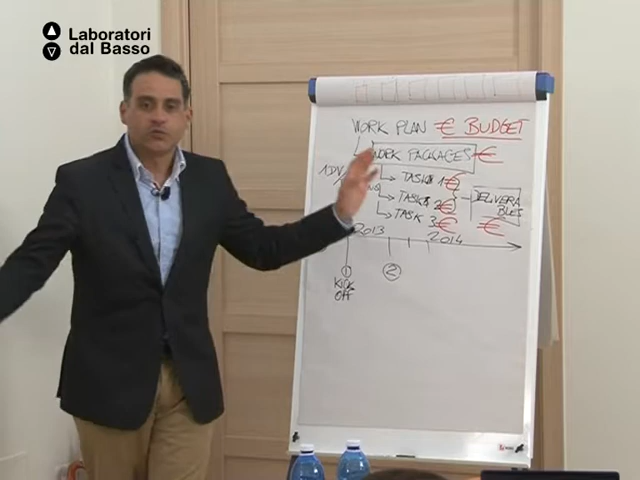 Laboratori
dal Basso
WORK PLAN € BUDGET
WORK PACKAGES €
ADV
TASK 1 €
TASK 2 €
DELIVERA
BLES
TASK 3 €
€
2013
2014
2
KICK
OFF